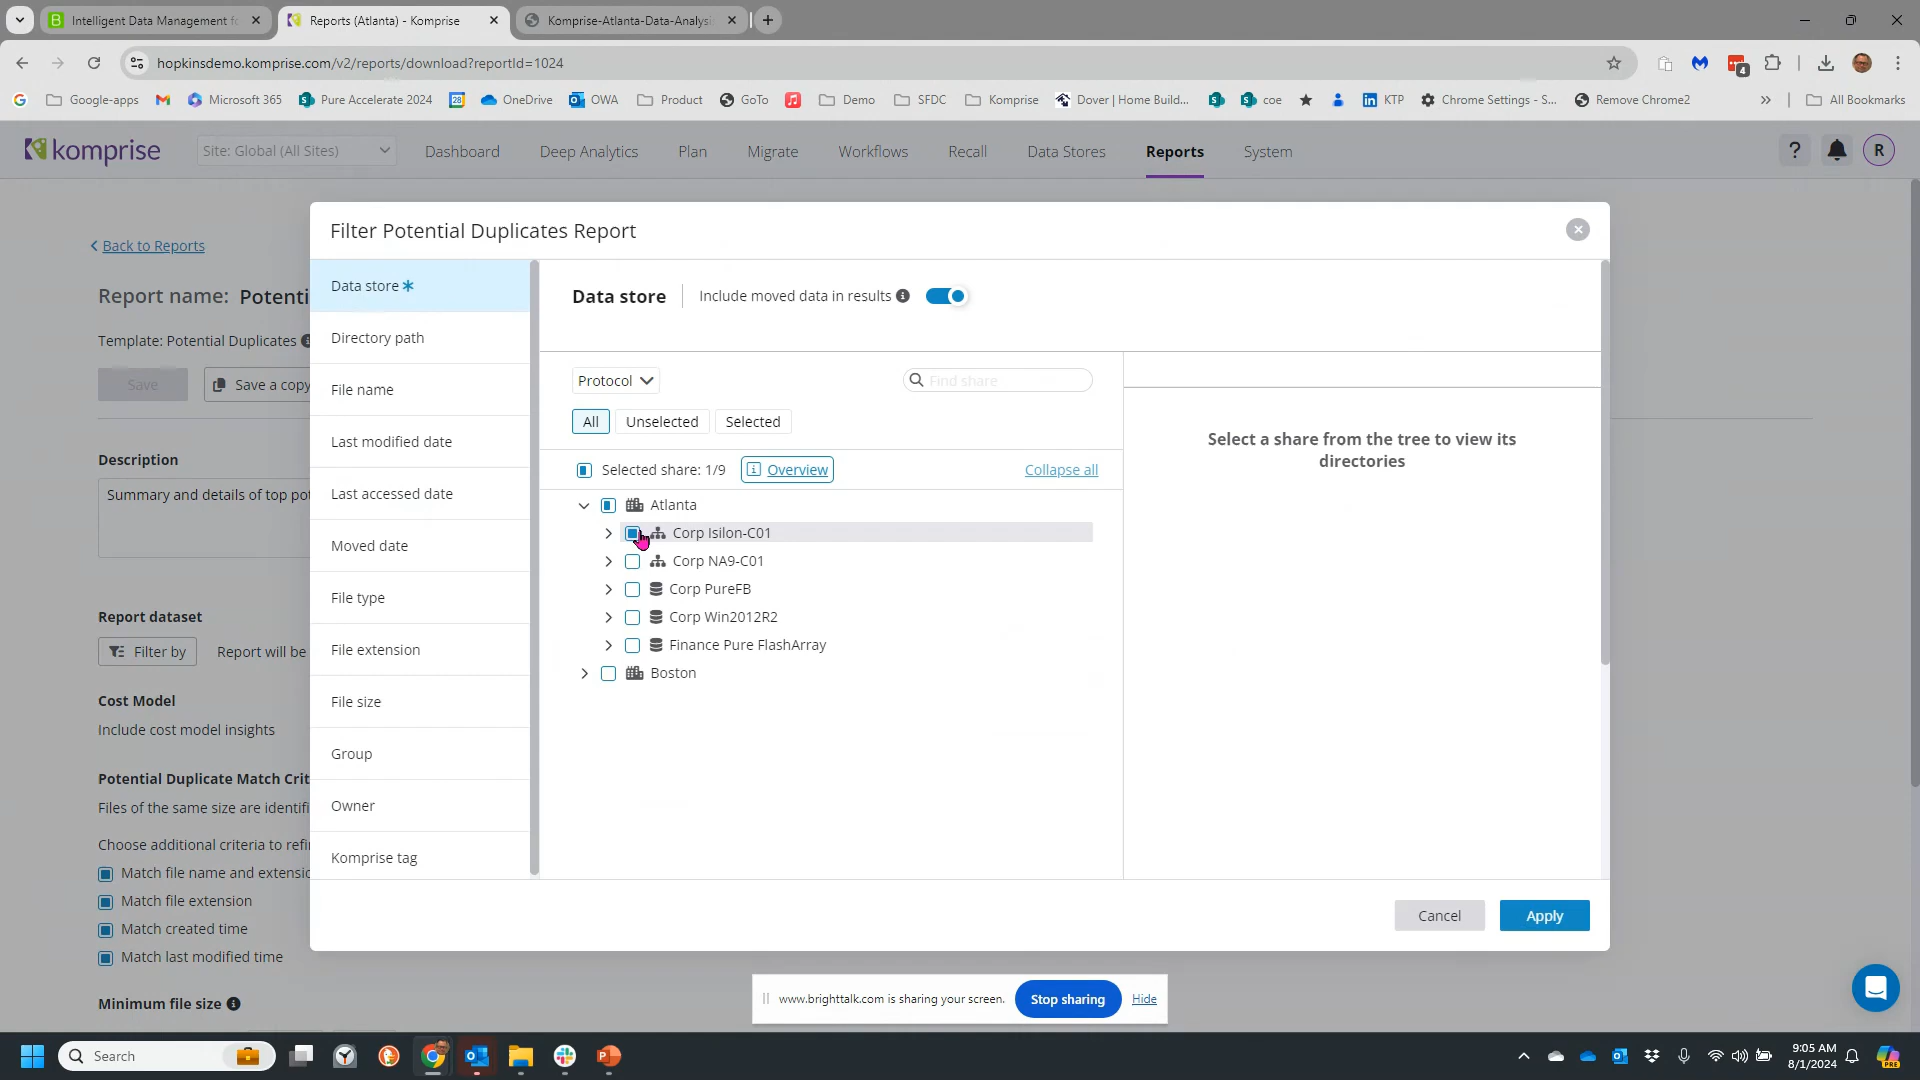 Intelligent Data Management fo
Reports (Atlanta) - Komprise
Komprise-Atlanta-Data-Analysis
hopkinsdemo.komprise.com/v2/reports/download?reportId=1024
4
Google-apps
Microsoft 365
Pure Accelerate 2024
28
OneDrive
OWA
Product
GoTo
Demo
SFDC
Komprise
Dover | Home Build...
coe
KTP
Chrome Settings - S...
Remove Chrome2
All Bookmarks
komprise
Site: Global (All Sites)
Dashboard
Deep Analytics
Plan
Migrate
Workflows
Recall
Data Stores
Reports
System
?
R
Back to Reports
Report name: Potenti
Template: Potential Duplicates
Save
Save a copy
Description
Summary and details of top pot
Report dataset
Filter by
Report will be
Cost Model
Include cost model insights
Potential Duplicate Match Crit
Files of the same size are identifi
Choose additional criteria to refi
Match file name and extensio
Match file extension
Match created time
Match last modified time
Minimum file size
Filter Potential Duplicates Report
Data store
Directory path
File name
Last modified date
Last accessed date
Moved date
File type
File extension
File size
Group
Owner
Komprise tag
Data store
Include moved data in results
Protocol
Find share
All
Unselected
Selected
Selected share: 1/9
Overview
Collapse all
Atlanta
Corp Isilon-C01
Corp NA9-C01
Corp PureFB
Corp Win2012R2
Finance Pure FlashArray
Boston
Select a share from the tree to view its
directories
Cancel
Apply
www.brighttalk.com is sharing your screen.
Stop sharing
Hide
Search
9:05 AM
8/1/2024
PRE